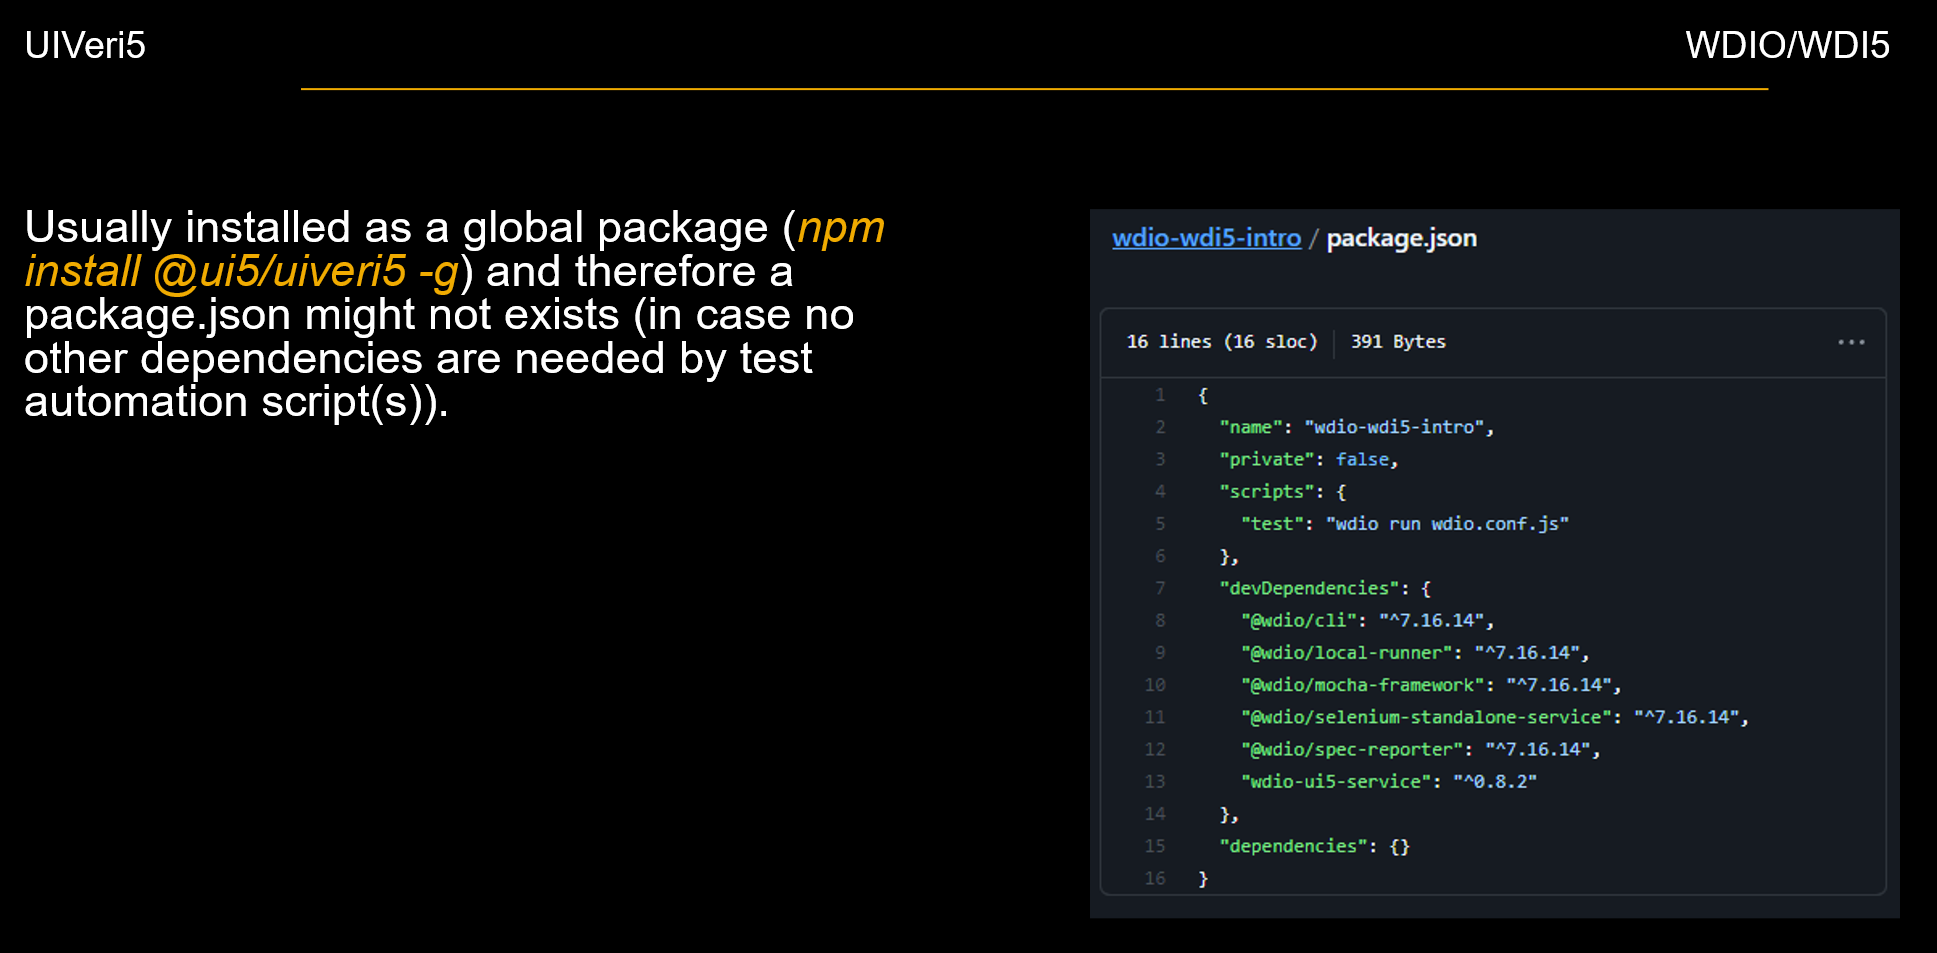 UIVeri5
WDIO/WDI5
Usually installed as a global package (npm
install @ui5/uiveri5 -g) and therefore a
package.json might not exists (in case no
other dependencies are needed by test
automation script(s)).
wdio-wdi5-intro / package.json
16 lines (16 sloc) 391 Bytes ...
1 {
2 "name": "wdio-wdi5-intro",
3 "private": false,
4 "scripts": {
5 "test": "wdio run wdio.conf.js"
6 },
7 "devDependencies": {
8 "@wdio/cli": "^7.16.14",
9 "@wdio/local-runner": "^7.16.14",
10 "@wdio/mocha-framework": "^7.16.14",
11 "@wdio/selenium-standalone-service": "^7.16.14",
12 "@wdio/spec-reporter": "^7.16.14",
13 "wdio-ui5-service": "^0.8.2"
14 },
15 "dependencies": {}
16 }